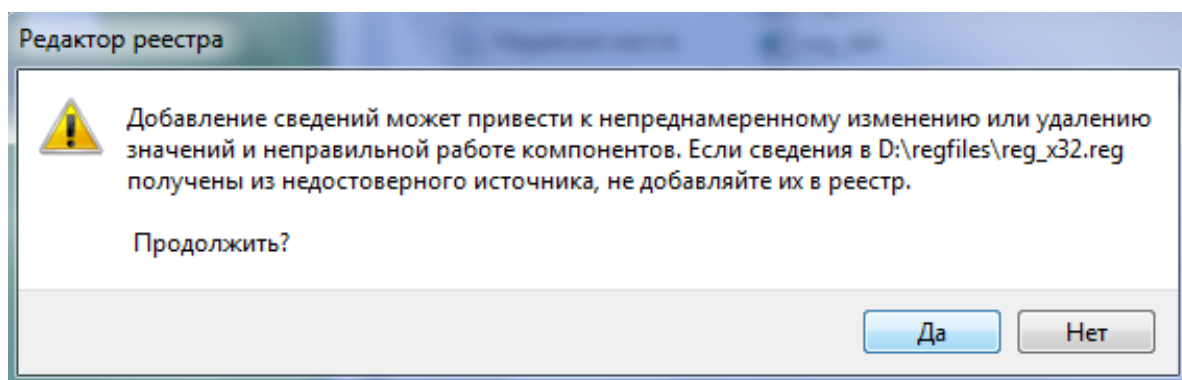 Редактор реестра
Добавление сведений может привести к непреднамеренному изменению или удалению
значений и неправильной работе компонентов. Если сведения в D:\regfiles\reg_x32.reg
получены из недостоверного источника, не добавляйте их в реестр.
Продолжить?
Да Нет